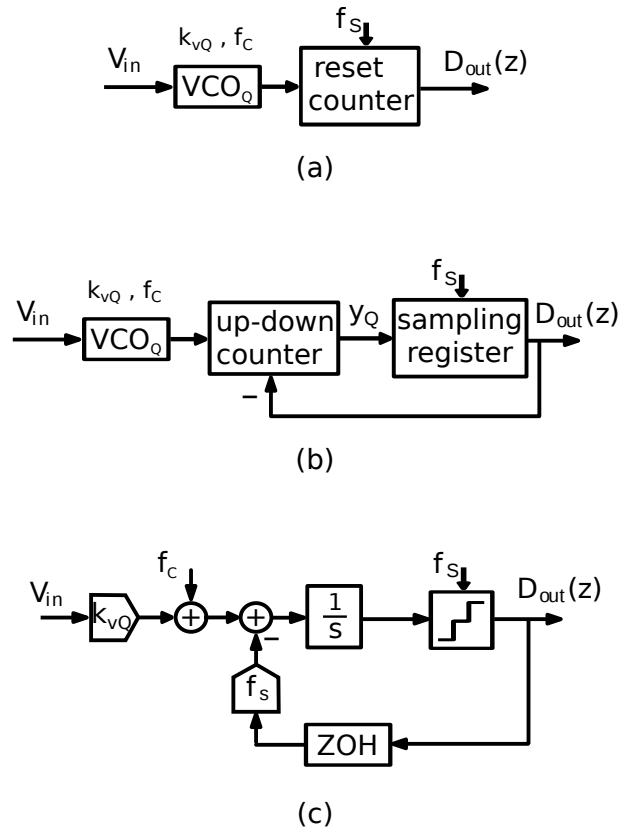 k_vQ , f_C
f_S
V_in
VCO_Q
reset
counter
D_out(z)
(a)
k_vQ , f_C
f_S
V_in
VCO_Q
up-down
counter
y_Q
sampling
register
D_out(z)
−
(b)
f_C
f_S
V_in
k_vQ
+
+
1
s
D_out(z)
−
f_s
ZOH
(c)